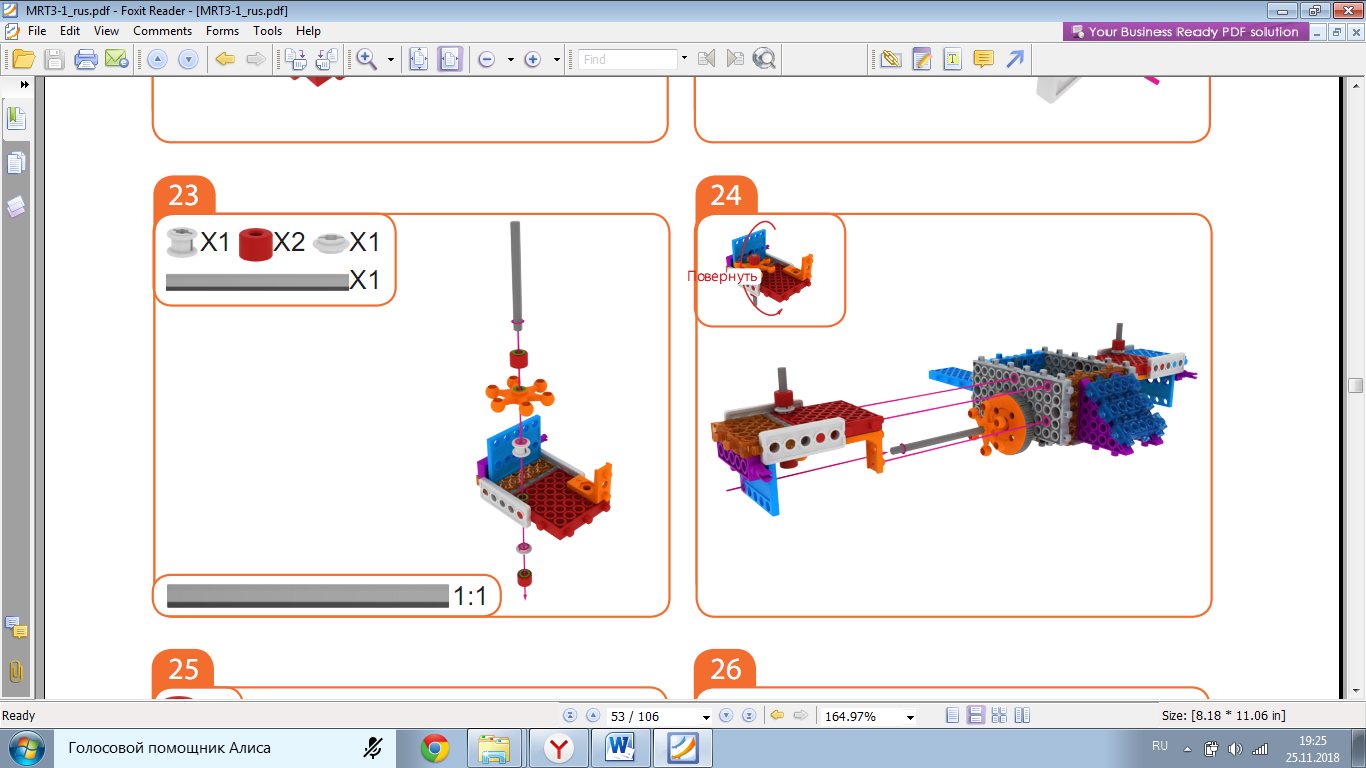 MRT3-1_rus.pdf - Foxit Reader - [MRT3-1_rus.pdf]
File Edit View Comments Forms Tools Help
Your Business Ready PDF solution
Find
23
X1 X2 X1
X1
1:1
24
Повернуть
25
26
Ready
53 / 106
164.97%
Size: [8.18 * 11.06 in]
Голосовой помощник Алиса
RU
19:25
25.11.2018